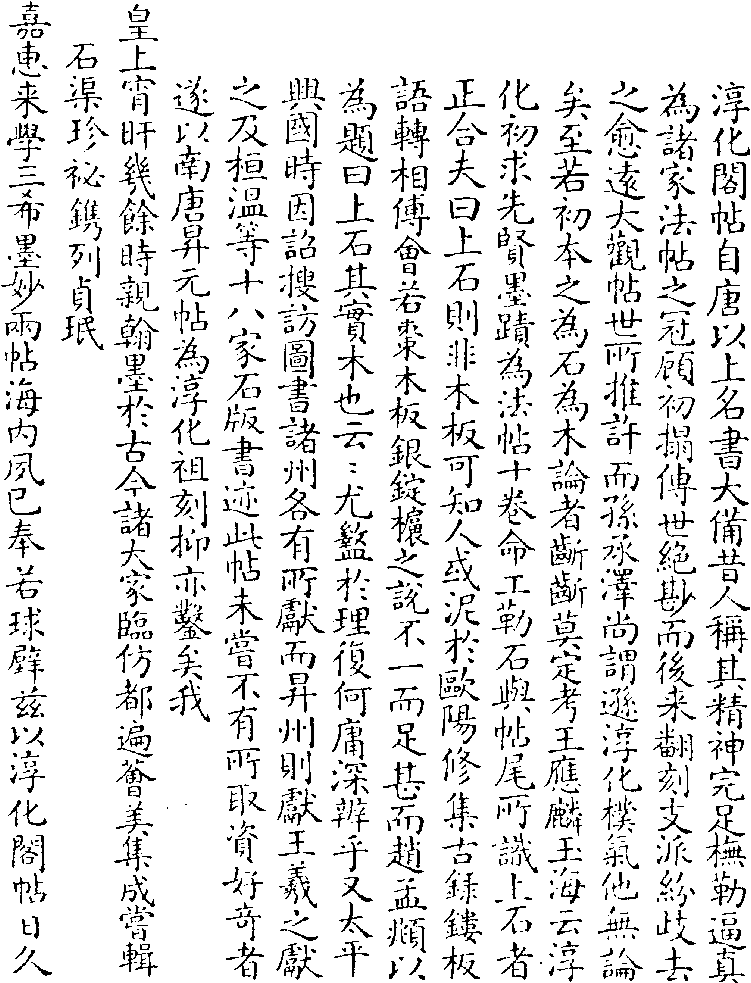 淳化閣帖自唐以上名書大備昔人稱其精神完足橅勒逼真
為諸家法帖之冠顧初搨傳世絕尠而後来翻刻支派紛歧去
之愈遠大觀帖世所推許而孫承澤尚謂遜淳化樸氣他無論
矣至若初本之為石為木論者齗齗莫定考王應麟玉海云淳
化初求先賢墨蹟為法帖十卷命工勒石與帖尾所識上石者
正合夫曰上石則非木板可知人或泥於歐陽修集古録鏤板
語轉相傅會若棗木板銀錠欀之說不一而足甚而趙孟頫以
為題曰上石其實木也云〻尤盭於理復何庸深辨乎又太平
興國時因詔搜訪圖書諸州各有所獻而昇州則獻王羲之獻
之及桓溫等十八家石版書迹此帖未嘗不有所取資好奇者
遂以南唐昇元帖為淳化祖刻抑亦鑿矣我
皇上宵旰幾餘時親翰墨於古今諸大家臨仿都遍薈美集成嘗輯
石渠珍祕鐫列貞珉
嘉惠来學三希墨妙兩帖海内夙已奉若球璧兹以淳化閣帖日久